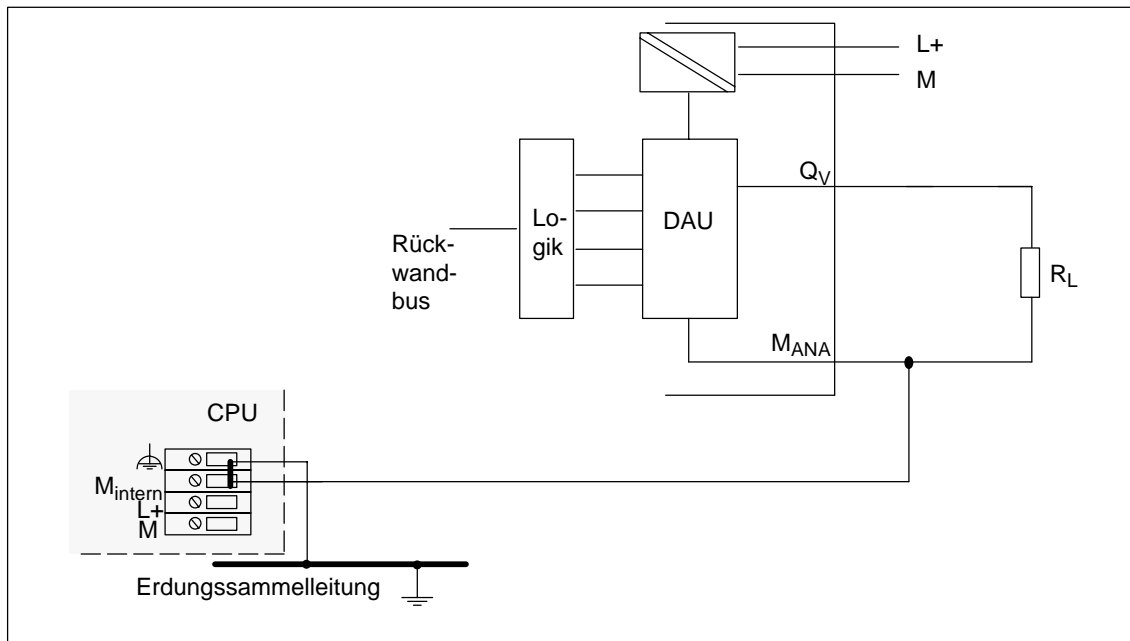 L+
M
Q_V
Lo-
gik
DAU
Rück-
wand-
bus
R_L
M_ANA
CPU
M_intern
L+
M
Erdungssammelleitung